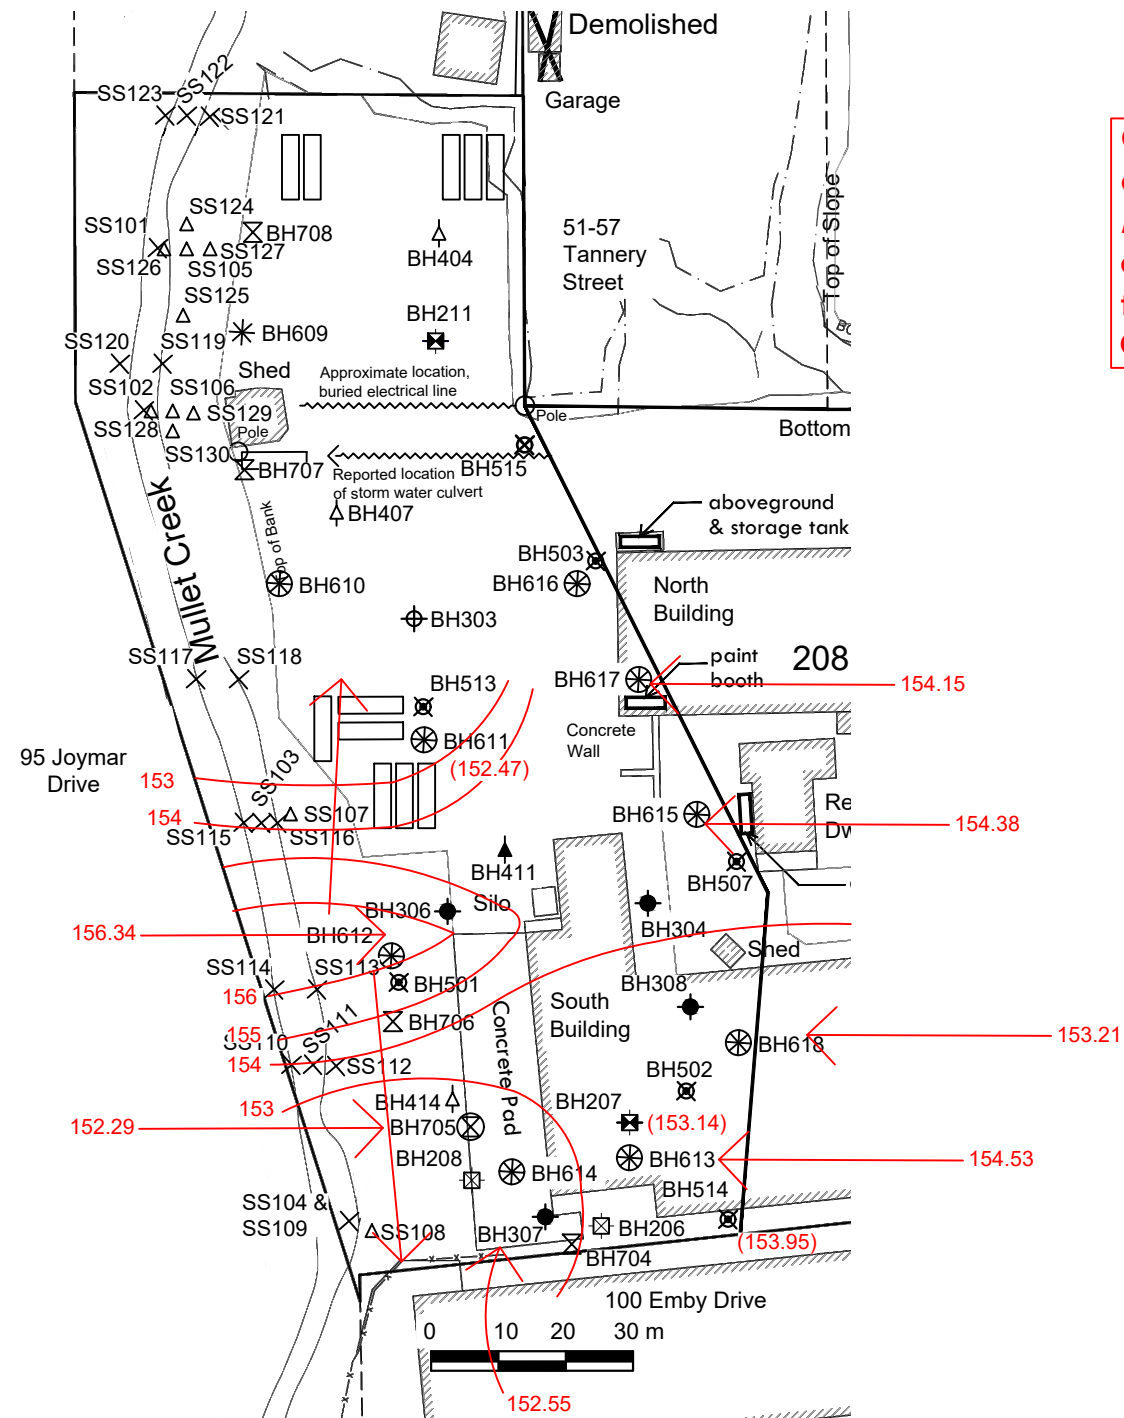 Demolished
Garage
SS123
SS122
SS121
Top of Slope
SS124
SS101
BH708
SS127
SS126
SS105
BH404
51-57
Tannery
Street
SS125
BH211
SS120
SS119
BH609
Shed
Approximate location,
buried electrical line
SS102
SS106
SS129
SS128
Pole
Pole
Bottom
SS130
BH707
Reported location
of storm water culvert
BH515
BH407
Mullet Creek
Top of Bank
aboveground
& storage tank
BH503
BH616
BH610
North
Building
BH303
SS117
SS118
BH617
paint
booth
208
154.15
BH513
BH611
(152.47)
Concrete
Wall
95 Joymar
Drive
153
SS103
154
SS107
SS115
SS116
BH615
154.38
BH411
BH507
Silo
BH306
BH304
156.34
BH612
Shed
SS114
SS113
BH501
BH308
156
South
Building
BH706
Concrete Pad
155
SS110
SS111
154
SS112
BH618
153.21
BH502
153
BH414
BH207
(153.14)
152.29
BH705
BH208
BH613
154.53
BH614
BH514
SS104 &
SS109
SS108
BH307
BH206
(153.95)
BH704
100 Emby Drive
0 10 20 30 m
152.55